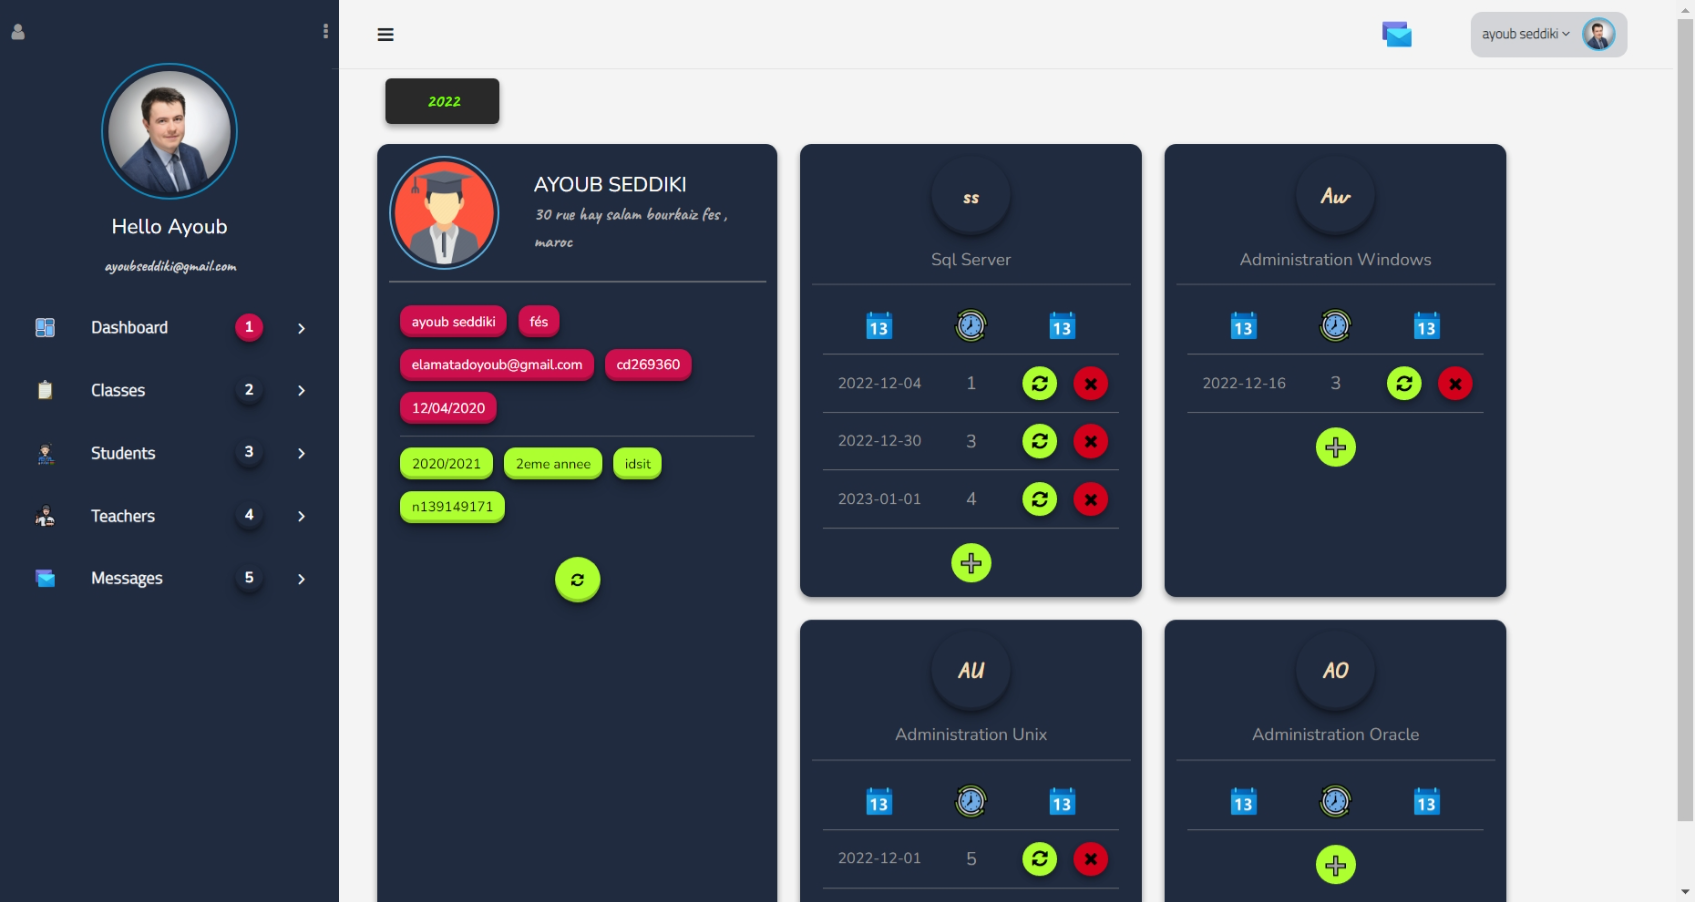 ayoub seddiki
2022
Hello Ayoub
ayoubseddiki@gmail.com
Dashboard 1
Classes 2
Students 3
Teachers 4
Messages 5
AYOUB SEDDIKI
30 rue hay salam bourkaiz fes ,
maroc
ayoub seddiki fés
elamatadoyoub@gmail.com cd269360
12/04/2020
2020/2021 2eme annee idsit
n139149171
ss
Sql Server
13 13
2022-12-04 1
2022-12-30 3
2023-01-01 4
Aw
Administration Windows
13 13
2022-12-16 3
AU
Administration Unix
13 13
2022-12-01 5
AO
Administration Oracle
13 13